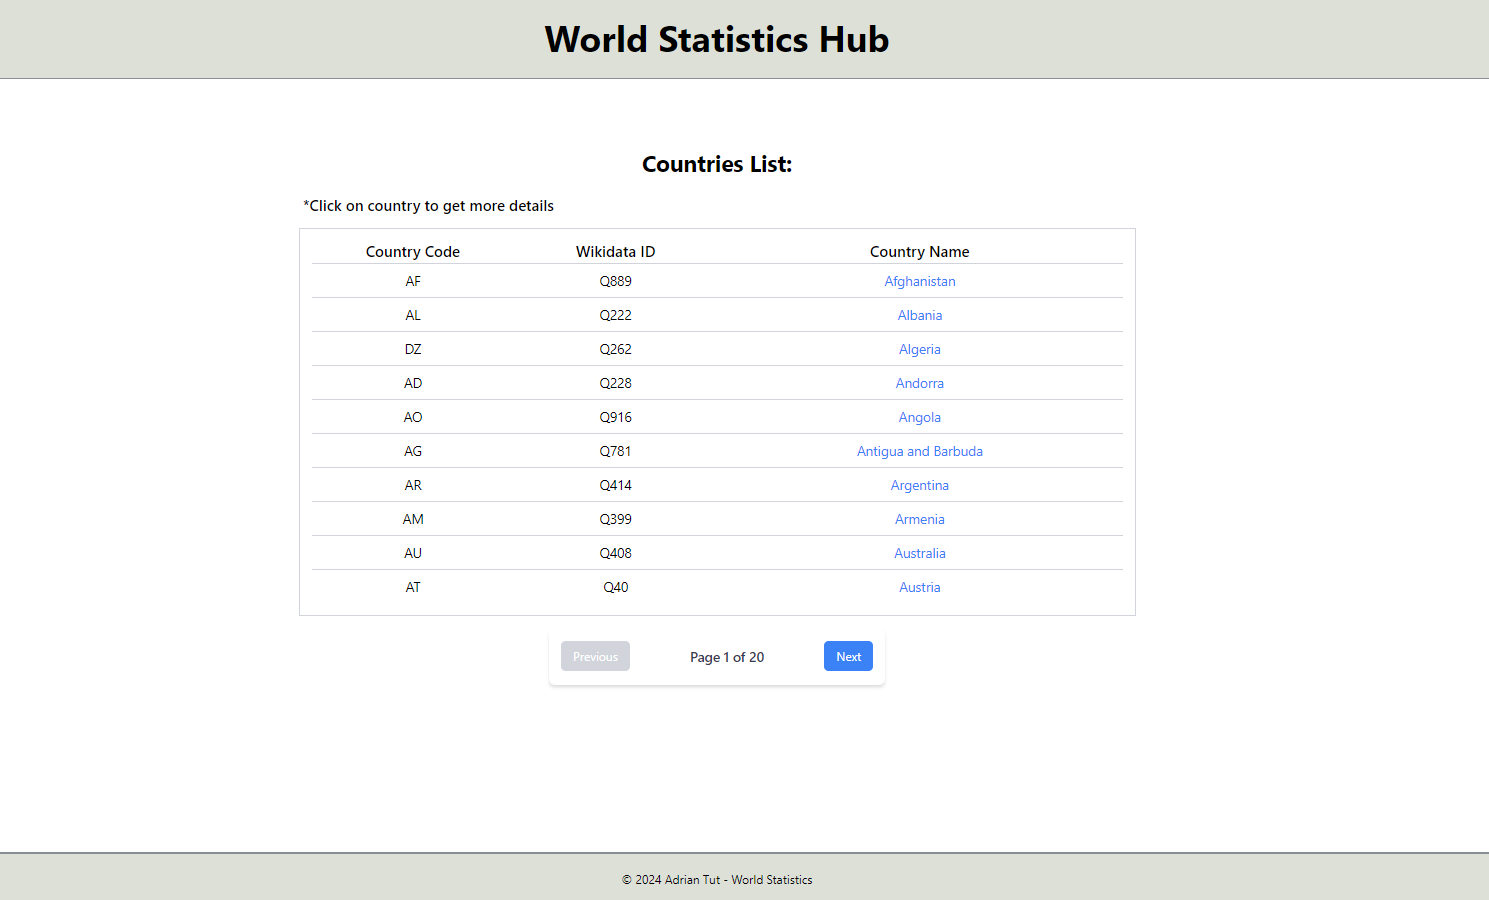 World Statistics Hub
Countries List:
*Click on country to get more details
Country Code Wikidata ID Country Name
AF Q889 Afghanistan
AL Q222 Albania
DZ Q262 Algeria
AD Q228 Andorra
AO Q916 Angola
AG Q781 Antigua and Barbuda
AR Q414 Argentina
AM Q399 Armenia
AU Q408 Australia
AT Q40 Austria
Previous Page 1 of 20 Next
© 2024 Adrian Tut - World Statistics